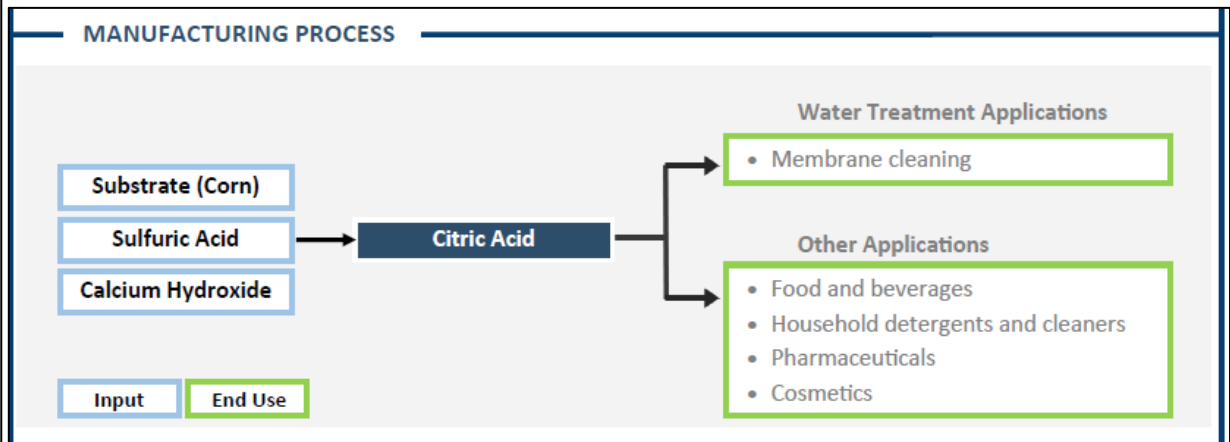 MANUFACTURING PROCESS
Water Treatment Applications
• Membrane cleaning
Substrate (Corn)
Sulfuric Acid
Calcium Hydroxide
Citric Acid
Other Applications
• Food and beverages
• Household detergents and cleaners
• Pharmaceuticals
• Cosmetics
Input
End Use